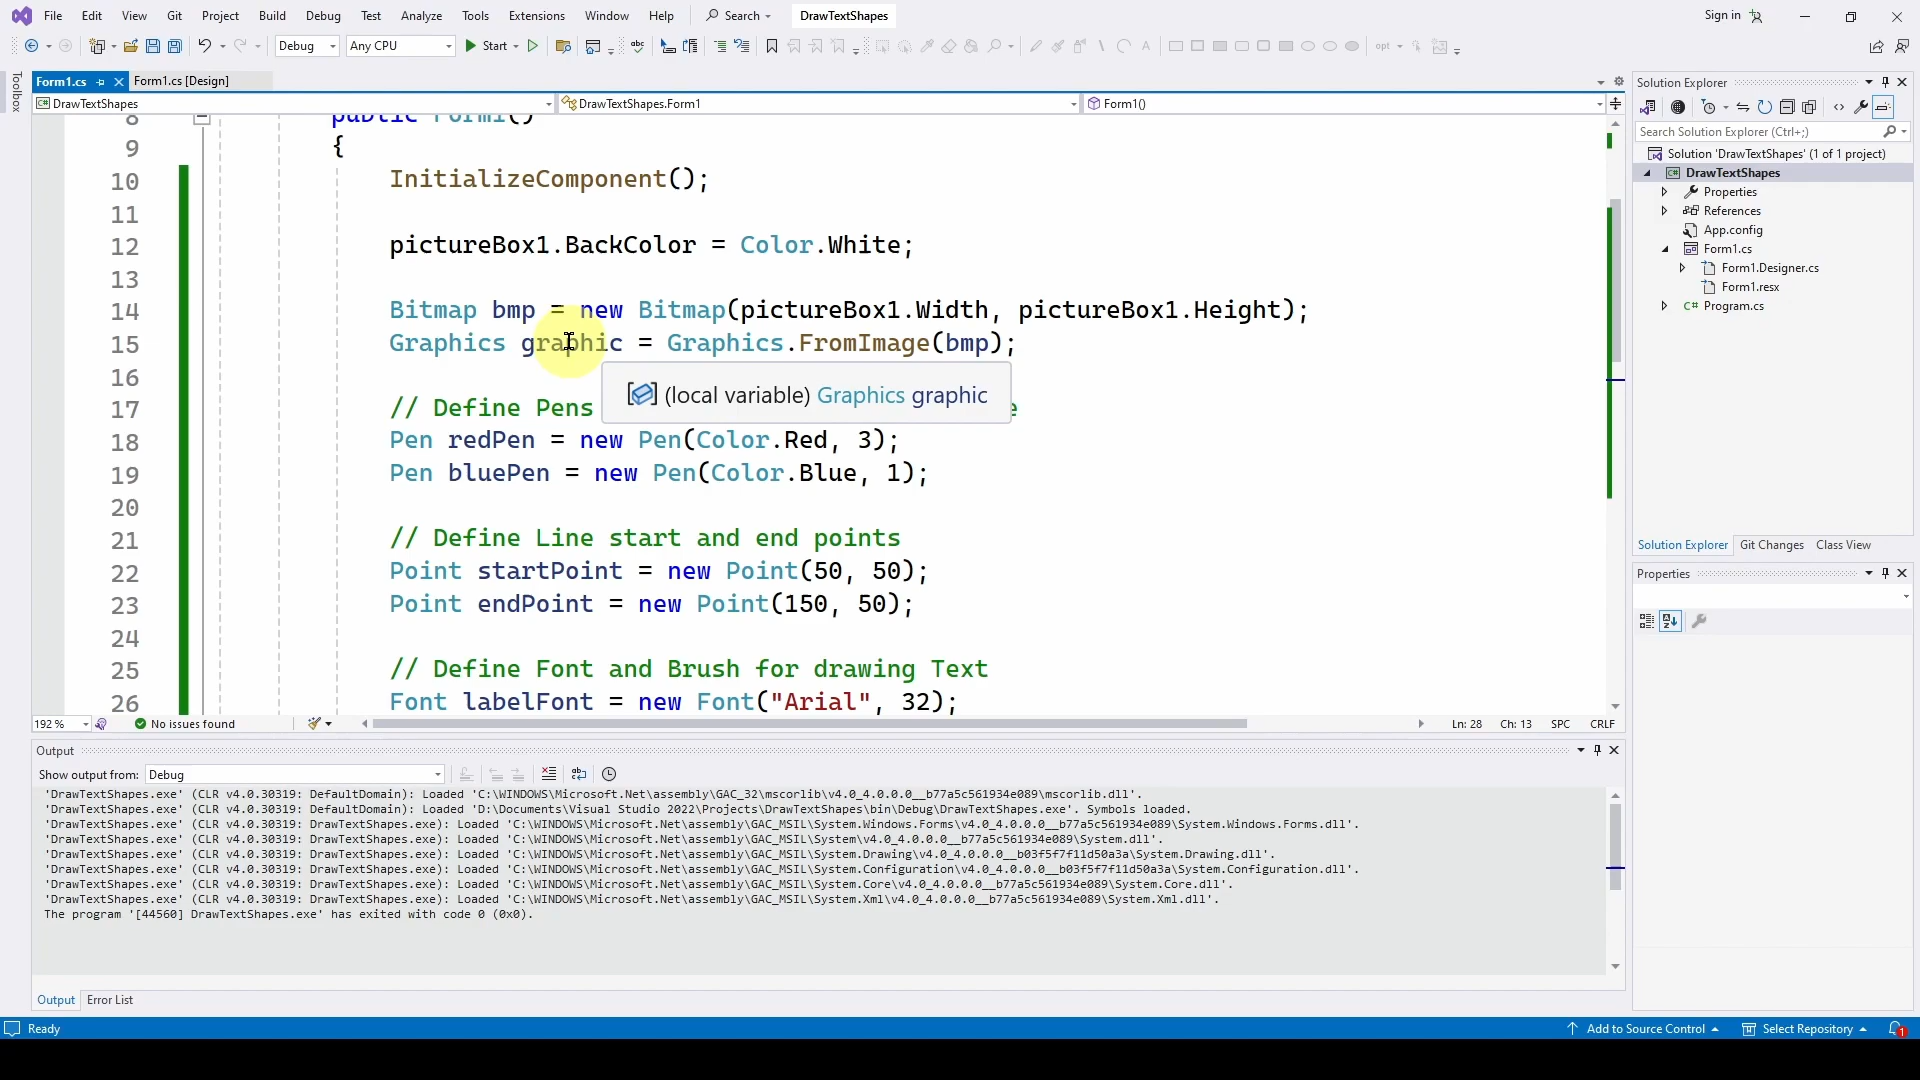 File Edit View Git Project Build Debug Test Analyze Tools Extensions Window Help Search DrawTextShapes Sign in
Debug Any CPU Start opt
Toolbox
Form1.cs Form1.cs [Design]
DrawTextShapes DrawTextShapes.Form1 Form1()
8 public Form1()
9 {
10 InitializeComponent();
11
12 pictureBox1.BackColor = Color.White;
13
14 Bitmap bmp = new Bitmap(pictureBox1.Width, pictureBox1.Height);
15 Graphics graphic = Graphics.FromImage(bmp);
16
(local variable) Graphics graphic
17 // Define Pens
18 Pen redPen = new Pen(Color.Red, 3);
19 Pen bluePen = new Pen(Color.Blue, 1);
20
21 // Define Line start and end points
22 Point startPoint = new Point(50, 50);
23 Point endPoint = new Point(150, 50);
24
25 // Define Font and Brush for drawing Text
26 Font labelFont = new Font("Arial", 32);
192 % No issues found Ln: 28 Ch: 13 SPC CRLF
Output
Show output from: Debug
'DrawTextShapes.exe' (CLR v4.0.30319: DefaultDomain): Loaded 'C:\WINDOWS\Microsoft.Net\assembly\GAC_32\mscorlib\v4.0_4.0.0.0__b77a5c561934e089\mscorlib.dll'.
'DrawTextShapes.exe' (CLR v4.0.30319: DefaultDomain): Loaded 'D:\Documents\Visual Studio 2022\Projects\DrawTextShapes\bin\Debug\DrawTextShapes.exe'. Symbols loaded.
'DrawTextShapes.exe' (CLR v4.0.30319: DrawTextShapes.exe): Loaded 'C:\WINDOWS\Microsoft.Net\assembly\GAC_MSIL\System.Windows.Forms\v4.0_4.0.0.0__b77a5c561934e089\System.Windows.Forms.dll'.
'DrawTextShapes.exe' (CLR v4.0.30319: DrawTextShapes.exe): Loaded 'C:\WINDOWS\Microsoft.Net\assembly\GAC_MSIL\System\v4.0_4.0.0.0__b77a5c561934e089\System.dll'.
'DrawTextShapes.exe' (CLR v4.0.30319: DrawTextShapes.exe): Loaded 'C:\WINDOWS\Microsoft.Net\assembly\GAC_MSIL\System.Drawing\v4.0_4.0.0.0__b03f5f7f11d50a3a\System.Drawing.dll'.
'DrawTextShapes.exe' (CLR v4.0.30319: DrawTextShapes.exe): Loaded 'C:\WINDOWS\Microsoft.Net\assembly\GAC_MSIL\System.Configuration\v4.0_4.0.0.0__b03f5f7f11d50a3a\System.Configuration.dll'.
'DrawTextShapes.exe' (CLR v4.0.30319: DrawTextShapes.exe): Loaded 'C:\WINDOWS\Microsoft.Net\assembly\GAC_MSIL\System.Core\v4.0_4.0.0.0__b77a5c561934e089\System.Core.dll'.
'DrawTextShapes.exe' (CLR v4.0.30319: DrawTextShapes.exe): Loaded 'C:\WINDOWS\Microsoft.Net\assembly\GAC_MSIL\System.Xml\v4.0_4.0.0.0__b77a5c561934e089\System.Xml.dll'.
The program '[44560] DrawTextShapes.exe' has exited with code 0 (0x0).
Output Error List
Solution Explorer
Search Solution Explorer (Ctrl+;)
Solution 'DrawTextShapes' (1 of 1 project)
DrawTextShapes
Properties
References
App.config
Form1.cs
Form1.Designer.cs
Form1.resx
Program.cs
Solution Explorer Git Changes Class View
Properties
Ready Add to Source Control Select Repository 1